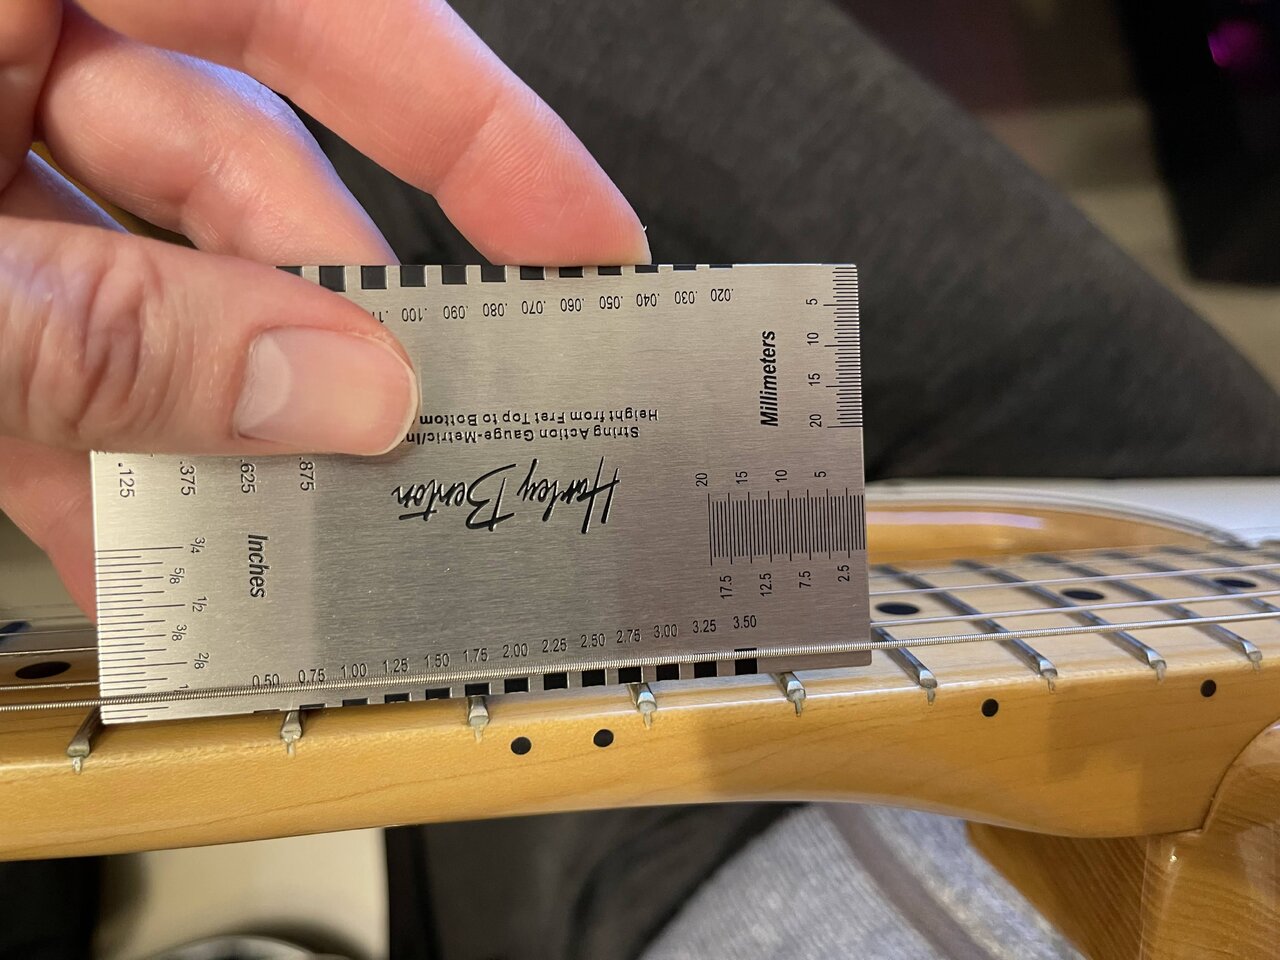 .11 .100 .090 .080 .070 .060 .050 .040 .030 .020
5
10
15
20
Millimeters
String Action Gauge-Metric/In
Height from Fret Top to Bottom
Harley Benton
.125 .375 .625 .875
Inches
3/4
5/8
1/2
3/8
2/8
1
20 15 10 5
17.5 12.5 7.5 2.5
0.50 0.75 1.00 1.25 1.50 1.75 2.00 2.25 2.50 2.75 3.00 3.25 3.50